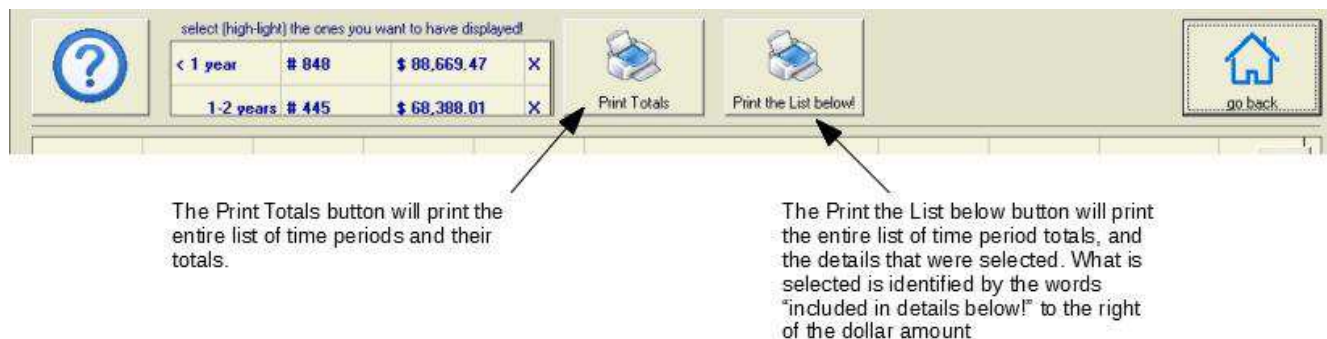 select (high-light) the ones you want to have displayed!
< 1 year # 848 $ 88,669.47 X
1-2 years # 445 $ 68,388.01 X
Print Totals
Print the List below!
go back
The Print Totals button will print the
entire list of time periods and their
totals.
The Print the List below button will print
the entire list of time period totals, and
the details that were selected. What is
selected is identified by the words
“included in details below!” to the right
of the dollar amount